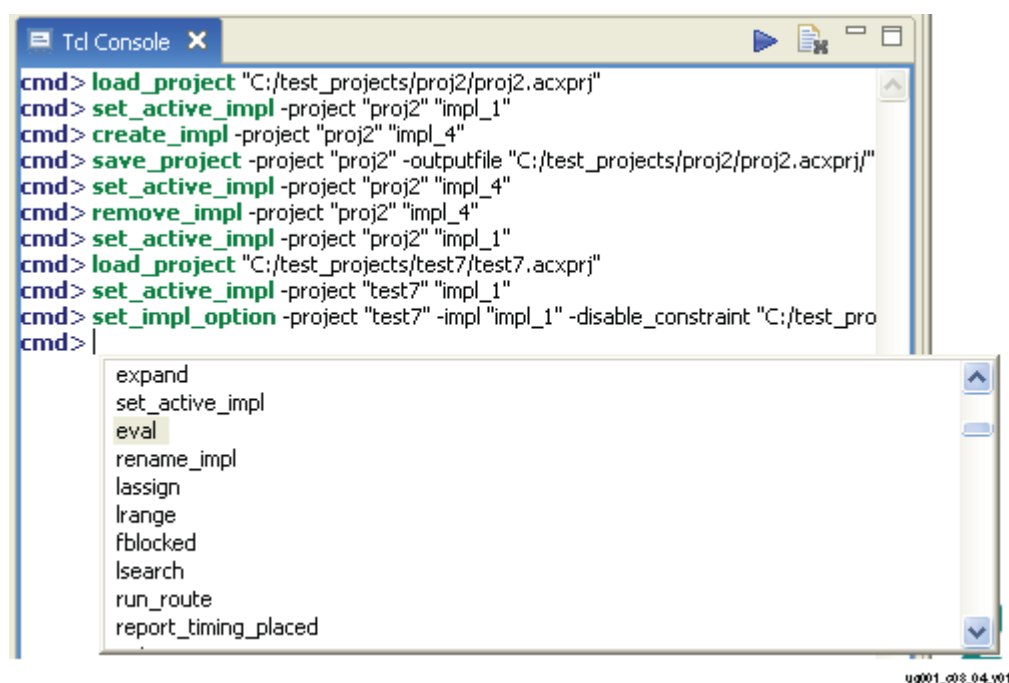 Tcl Console
cmd> load_project "C:/test_projects/proj2/proj2.acxprj"
cmd> set_active_impl -project "proj2" "impl_1"
cmd> create_impl -project "proj2" "impl_4"
cmd> save_project -project "proj2" -outputfile "C:/test_projects/proj2/proj2.acxprj/"
cmd> set_active_impl -project "proj2" "impl_4"
cmd> remove_impl -project "proj2" "impl_4"
cmd> set_active_impl -project "proj2" "impl_1"
cmd> load_project "C:/test_projects/test7/test7.acxprj"
cmd> set_active_impl -project "test7" "impl_1"
cmd> set_impl_option -project "test7" -impl "impl_1" -disable_constraint "C:/test_pro
cmd>
expand
set_active_impl
eval
rename_impl
lassign
lrange
fblocked
lsearch
run_route
report_timing_placed
ug001_c03_04_v01